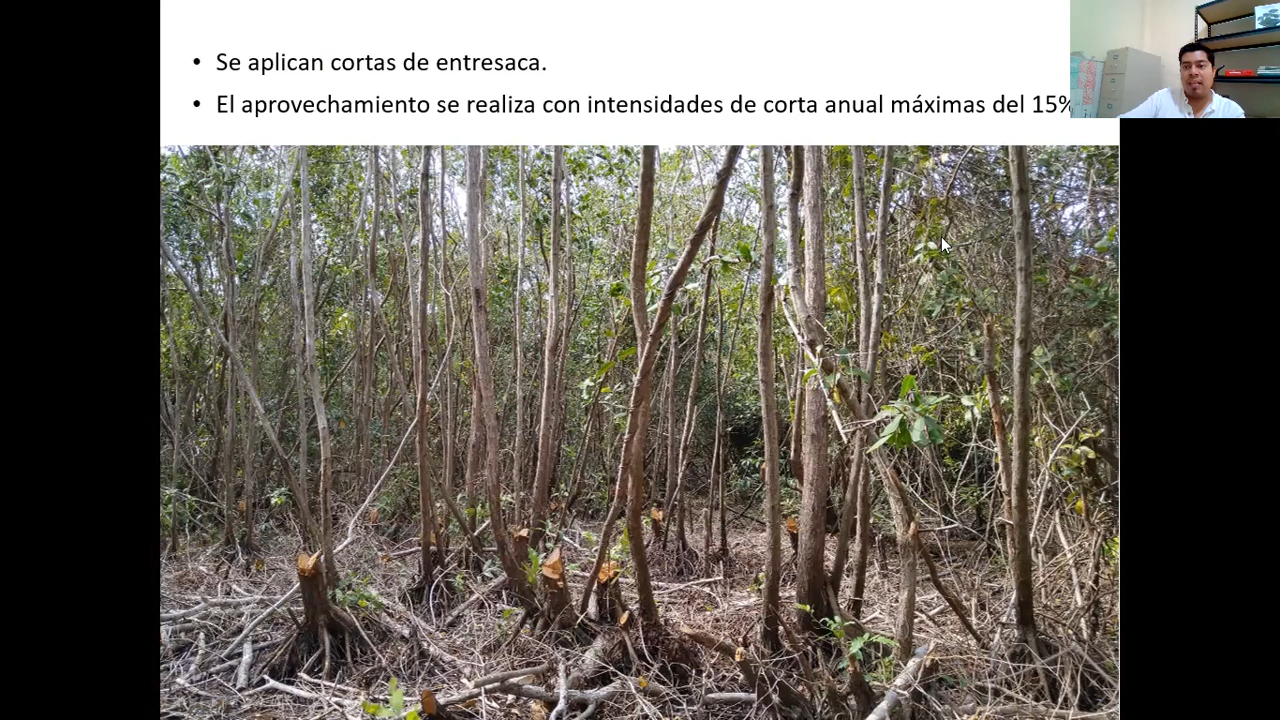 • Se aplican cortas de entresaca.
• El aprovechamiento se realiza con intensidades de corta anual máximas del 15%